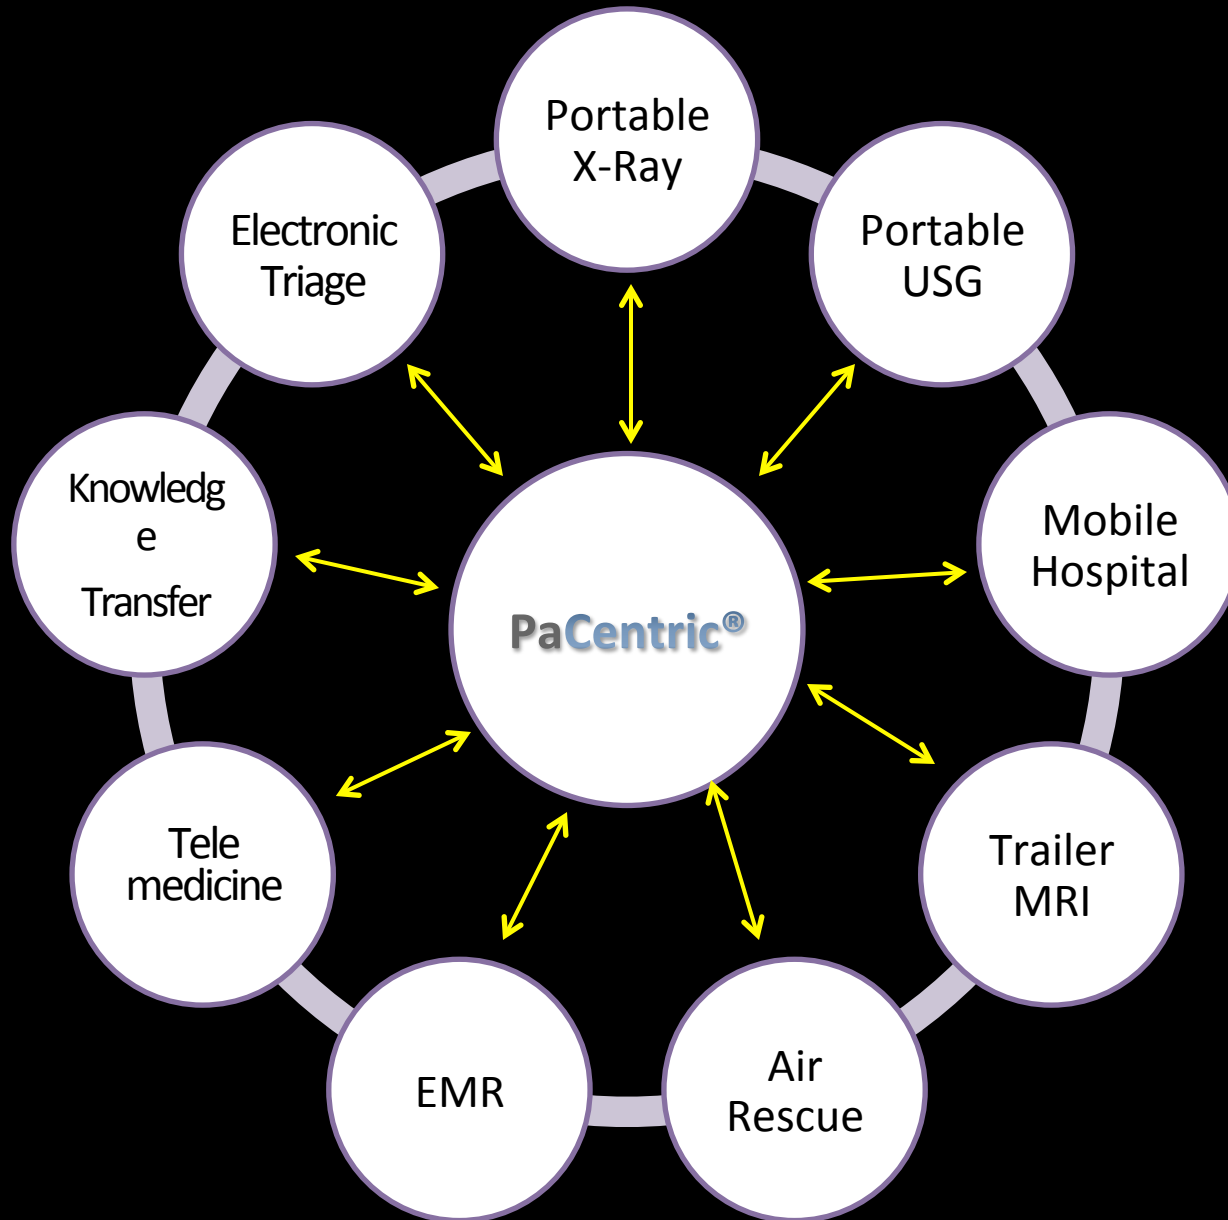 Portable
X-Ray
Portable
USG
Mobile
Hospital
Trailer
MRI
Air
Rescue
EMR
Tele
medicine
Knowledg
e
Transfer
Electronic
Triage
PaCentric®